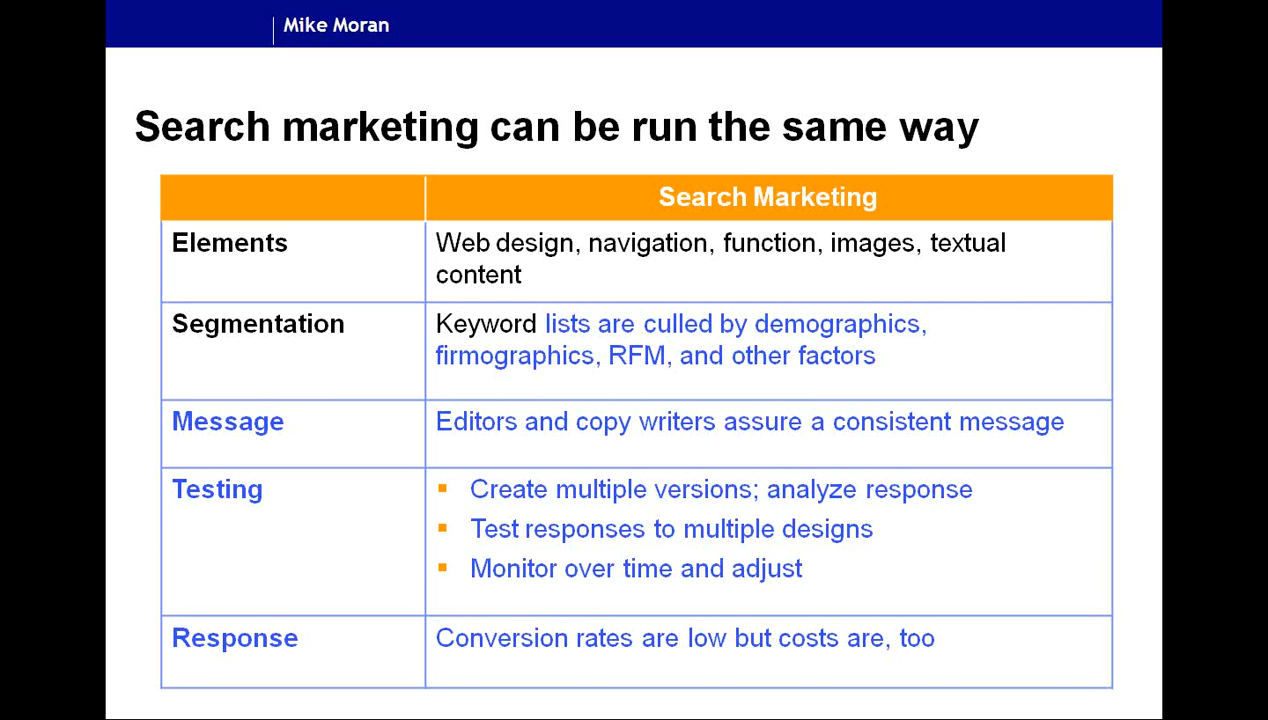 Mike Moran
Search marketing can be run the same way
Search Marketing
Elements
Web design, navigation, function, images, textual
content
Segmentation
Keyword lists are culled by demographics,
firmographics, RFM, and other factors
Message
Editors and copy writers assure a consistent message
Testing
Create multiple versions; analyze response
Test responses to multiple designs
Monitor over time and adjust
Response
Conversion rates are low but costs are, too